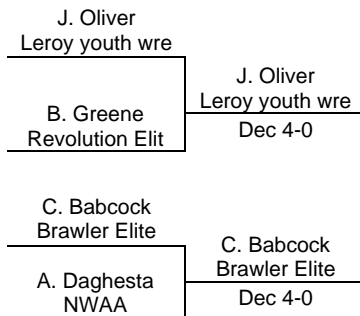 J. Oliver
Leroy youth wre
J. Oliver
Leroy youth wre
B. Greene
Revolution Elit
Dec 4-0
C. Babcock
Brawler Elite
C. Babcock
Brawler Elite
A. Daghesta
NWAA
Dec 4-0